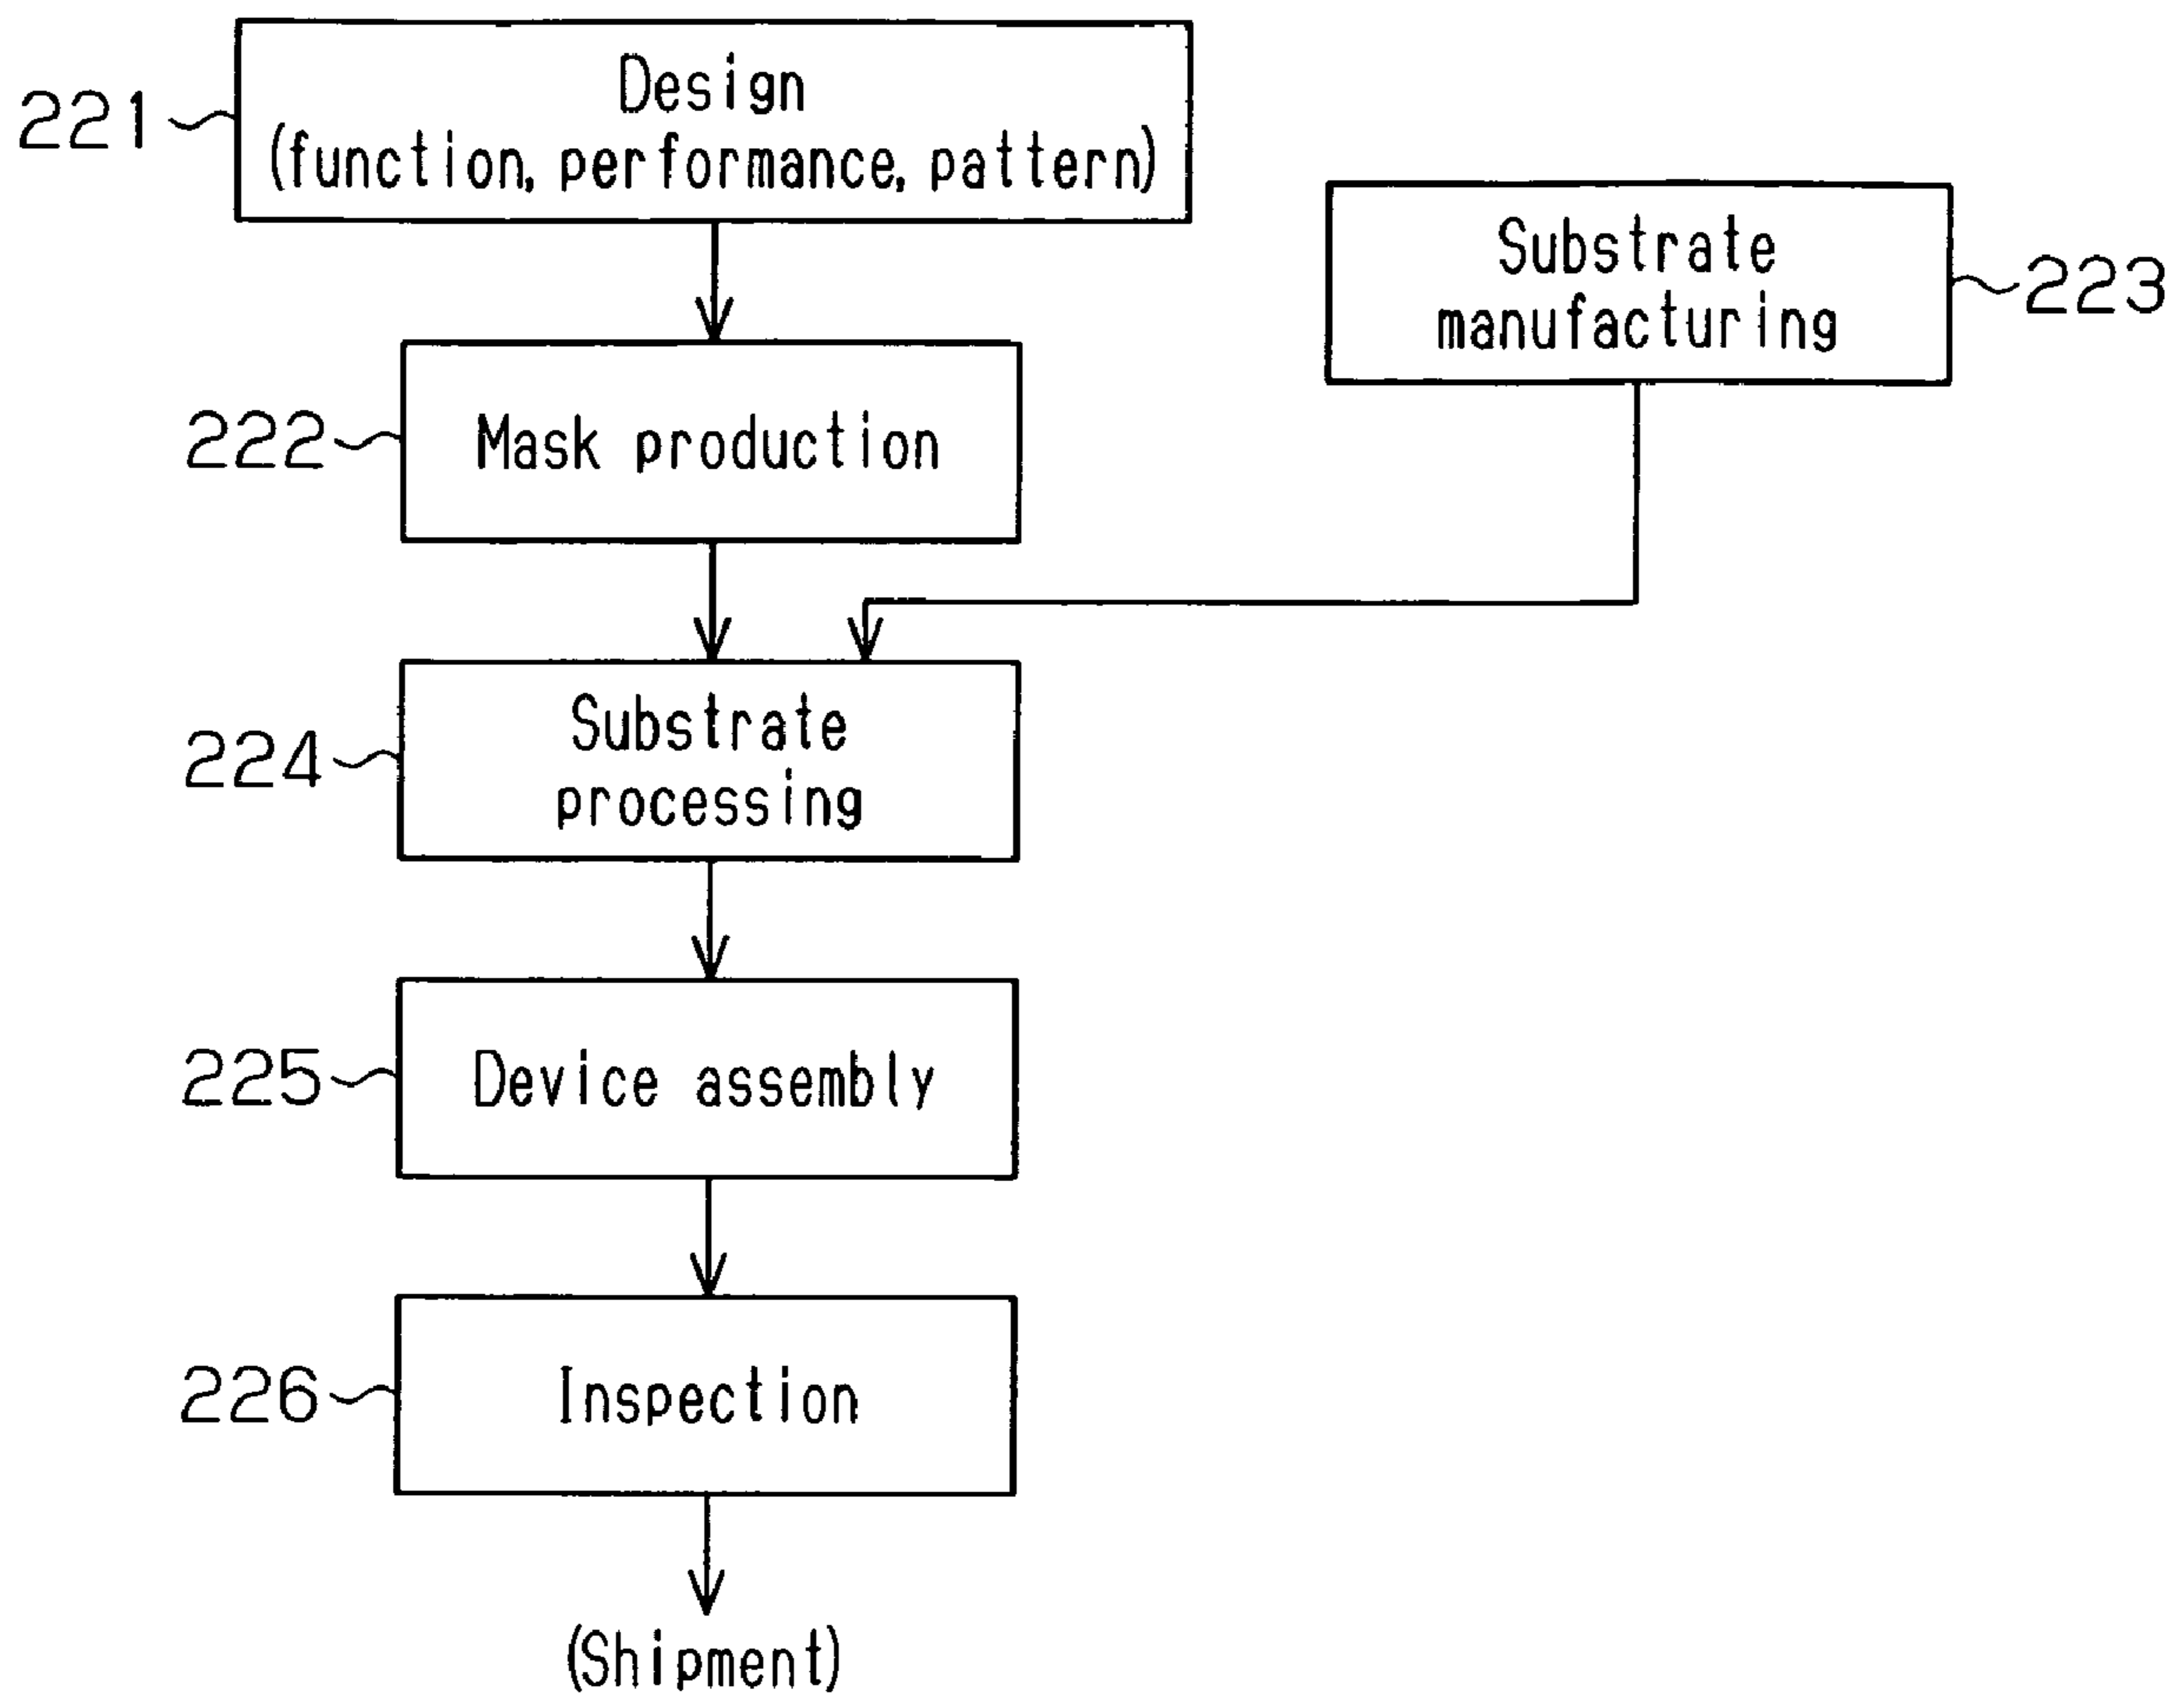 221
Design
(function, performance, pattern)
Substrate
manufacturing
223
222
Mask production
224
Substrate
processing
225
Device assembly
226
Inspection
(Shipment)